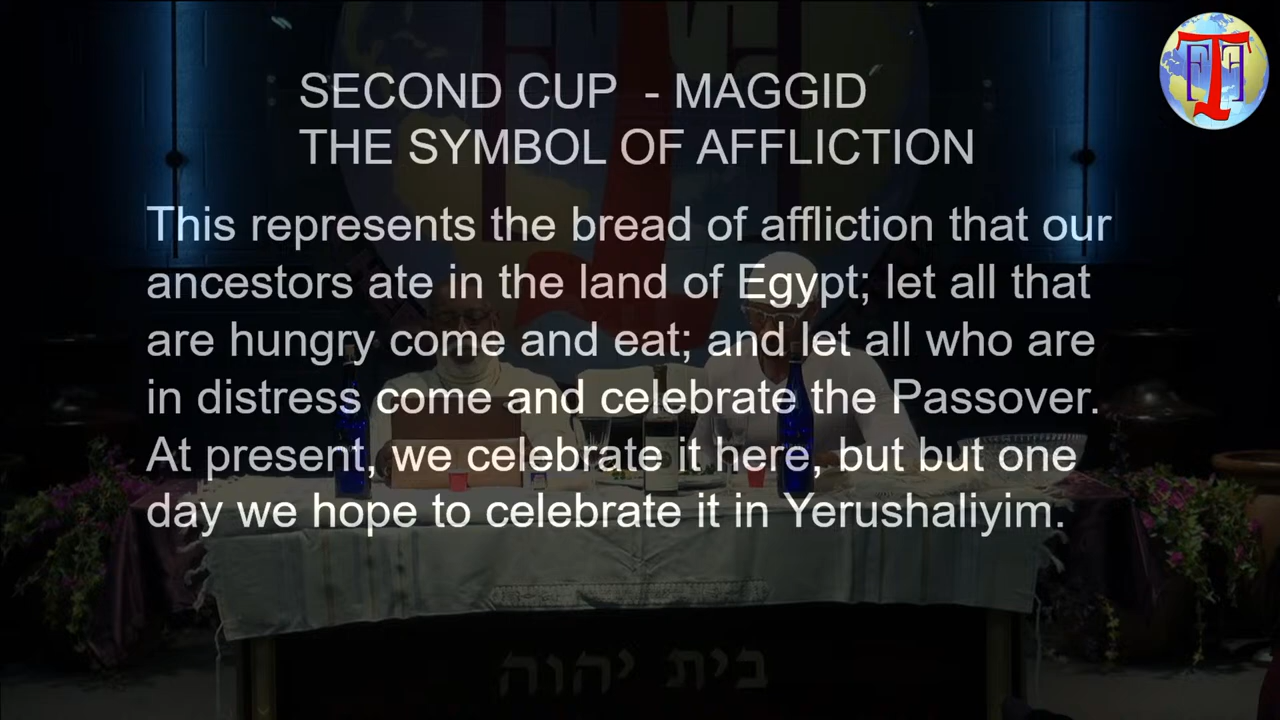 SECOND CUP - MAGGID
THE SYMBOL OF AFFLICTION
This represents the bread of affliction that our
ancestors ate in the land of Egypt; let all that
are hungry come and eat; and let all who are
in distress come and celebrate the Passover.
At present, we celebrate it here, but but one
day we hope to celebrate it in Yerushaliyim.
בית יהוה